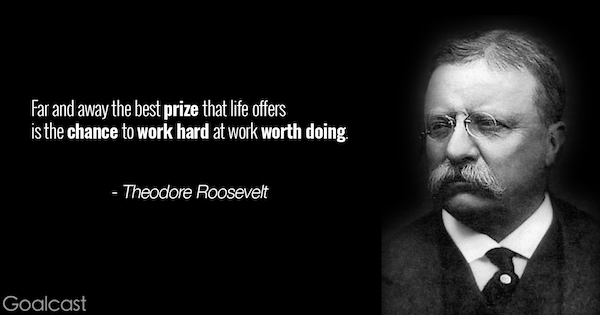 Far and away the best prize that life offers
is the chance to work hard at work worth doing.
- Theodore Roosevelt
Goalcast